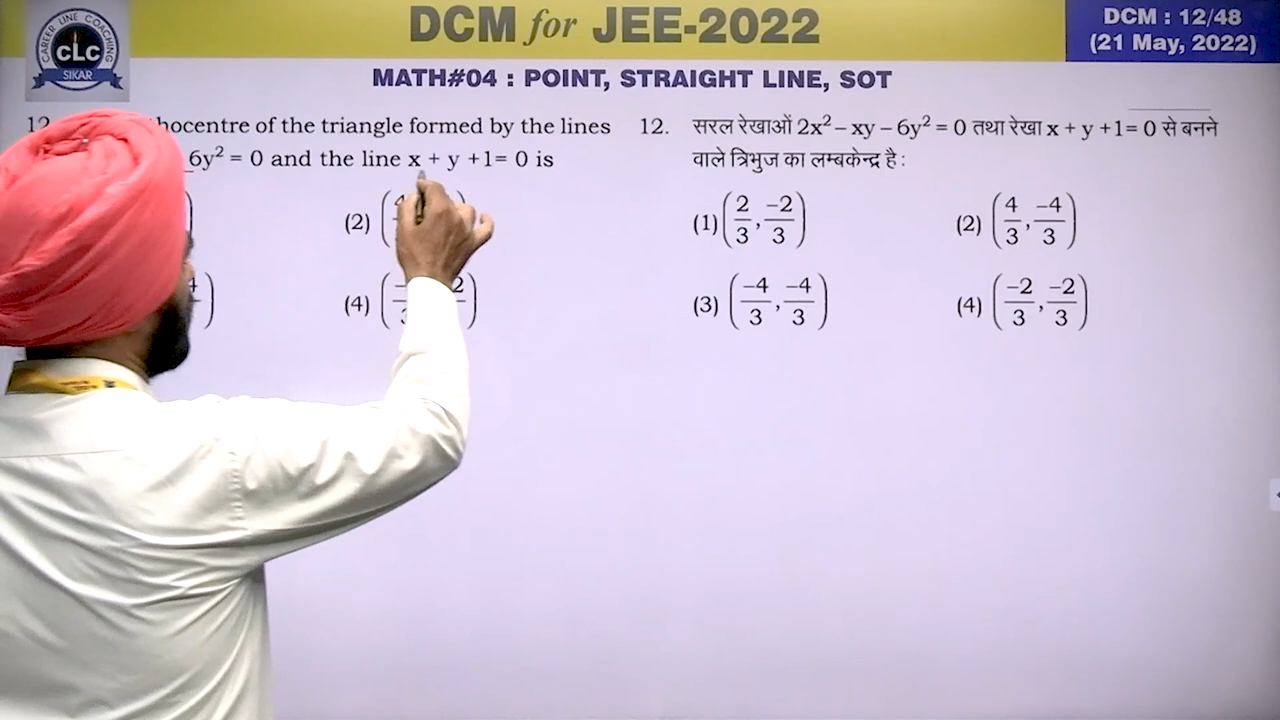 CAREER LINE COACHING
CLC
SIKAR
DCM for JEE-2022
DCM : 12/48
(21 May, 2022)
MATH#04 : POINT, STRAIGHT LINE, SOT
12. hocentre of the triangle formed by the lines
6y² = 0 and the line x + y +1= 0 is
(2)
(4)
12. सरल रेखाओं 2x² – xy – 6y² = 0 तथा रेखा x + y +1= 0 से बनने
वाले त्रिभुज का लम्बकेन्द्र है :
(1) (2/3, -2/3) (2) (4/3, -4/3)
(3) (-4/3, -4/3) (4) (-2/3, -2/3)